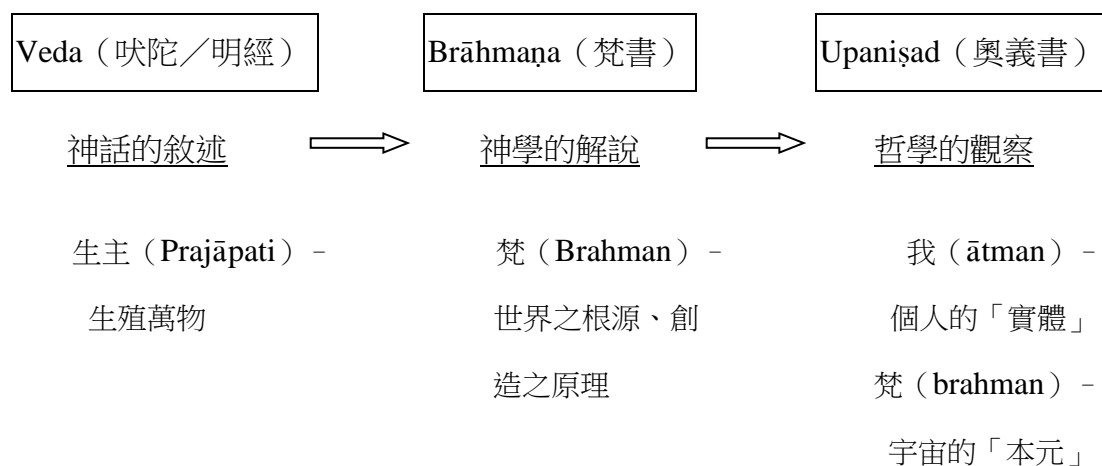 Veda（吠陀／明經）
Brāhmaṇa（梵書）
Upaniṣad（奧義書）
神話的敘述
神學的解說
哲學的觀察
生主（Prajāpati）－
生殖萬物
梵（Brahman）－
世界之根源、創
造之原理
我（ātman）－
個人的「實體」
梵（brahman）－
宇宙的「本元」